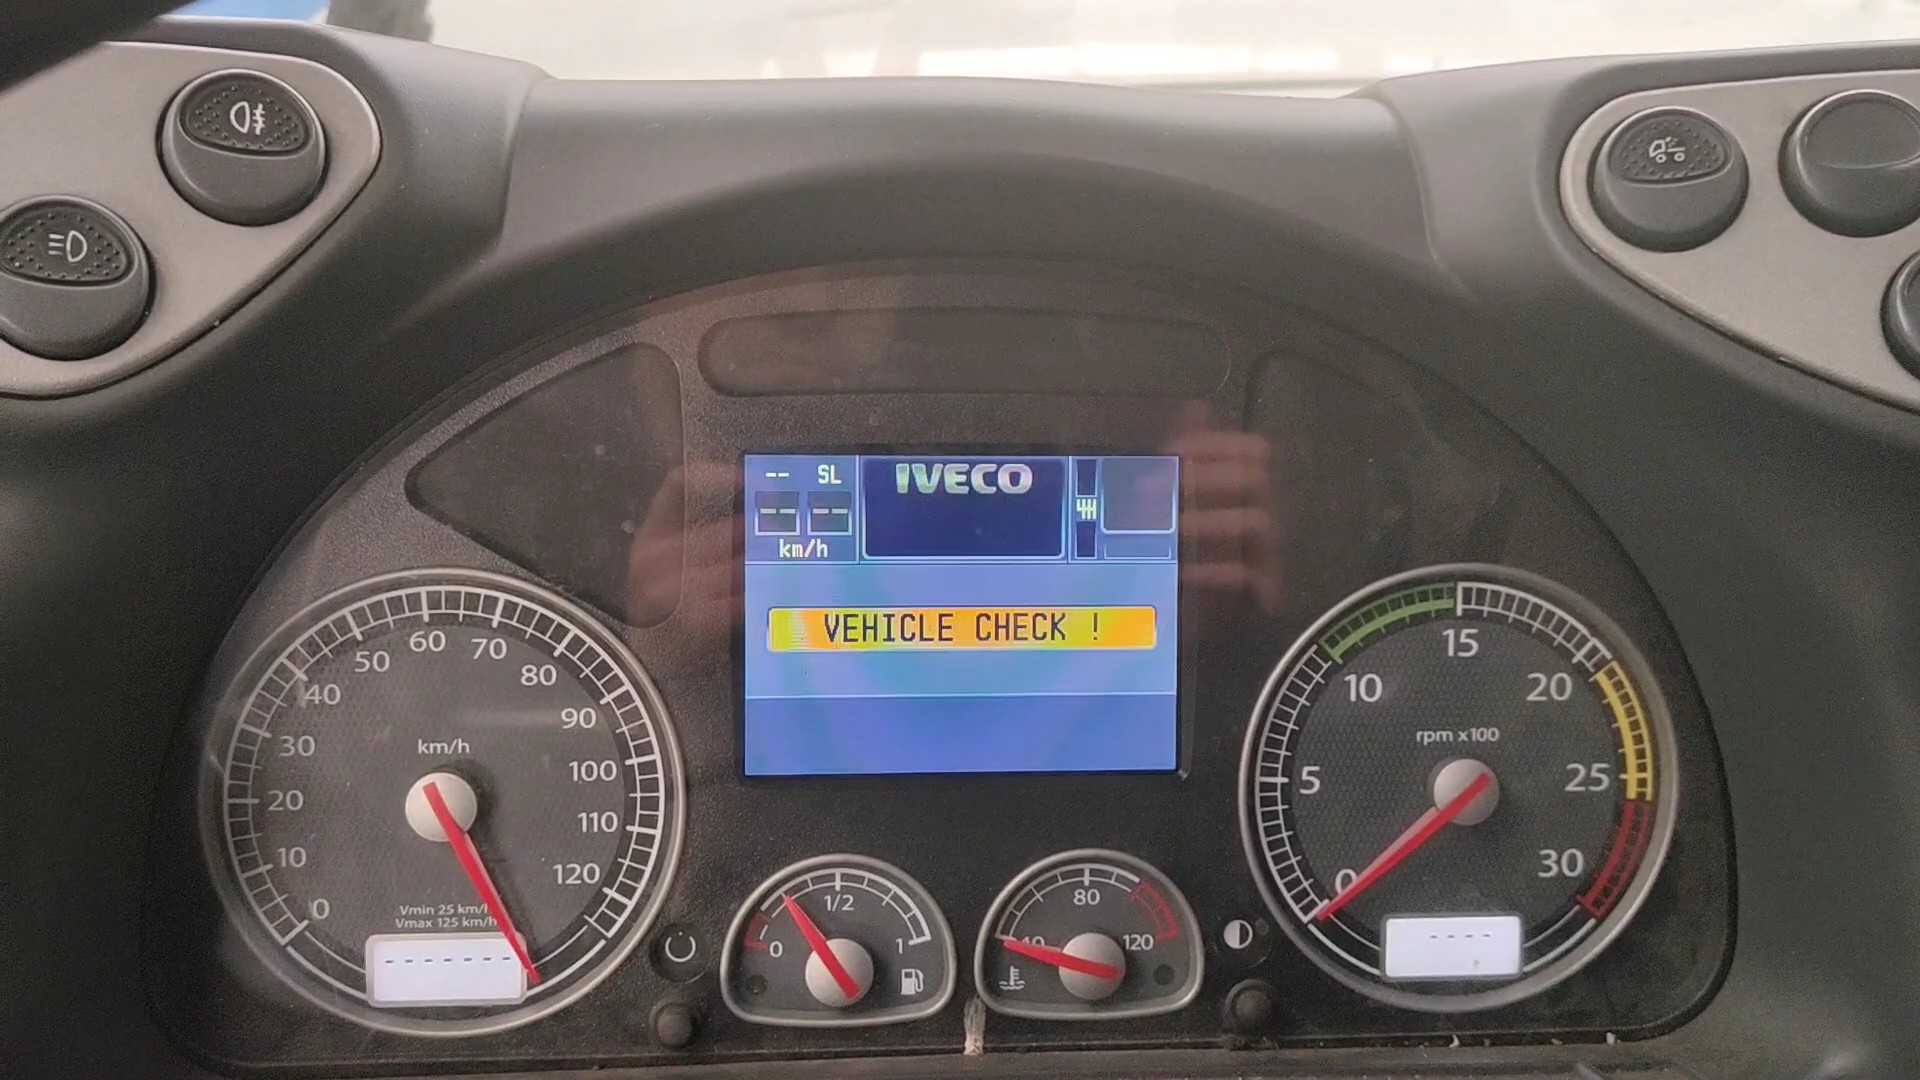 -- SL
IVECO
-- --
km/h
VEHICLE CHECK !
0
10
20
30
40
50
60
70
80
90
100
110
120
km/h
Vmin 25 km/h
Vmax 125 km/h
- - - - - - -
0
1/2
1
40
80
120
0
5
10
15
20
25
30
rpm x100
- - - -